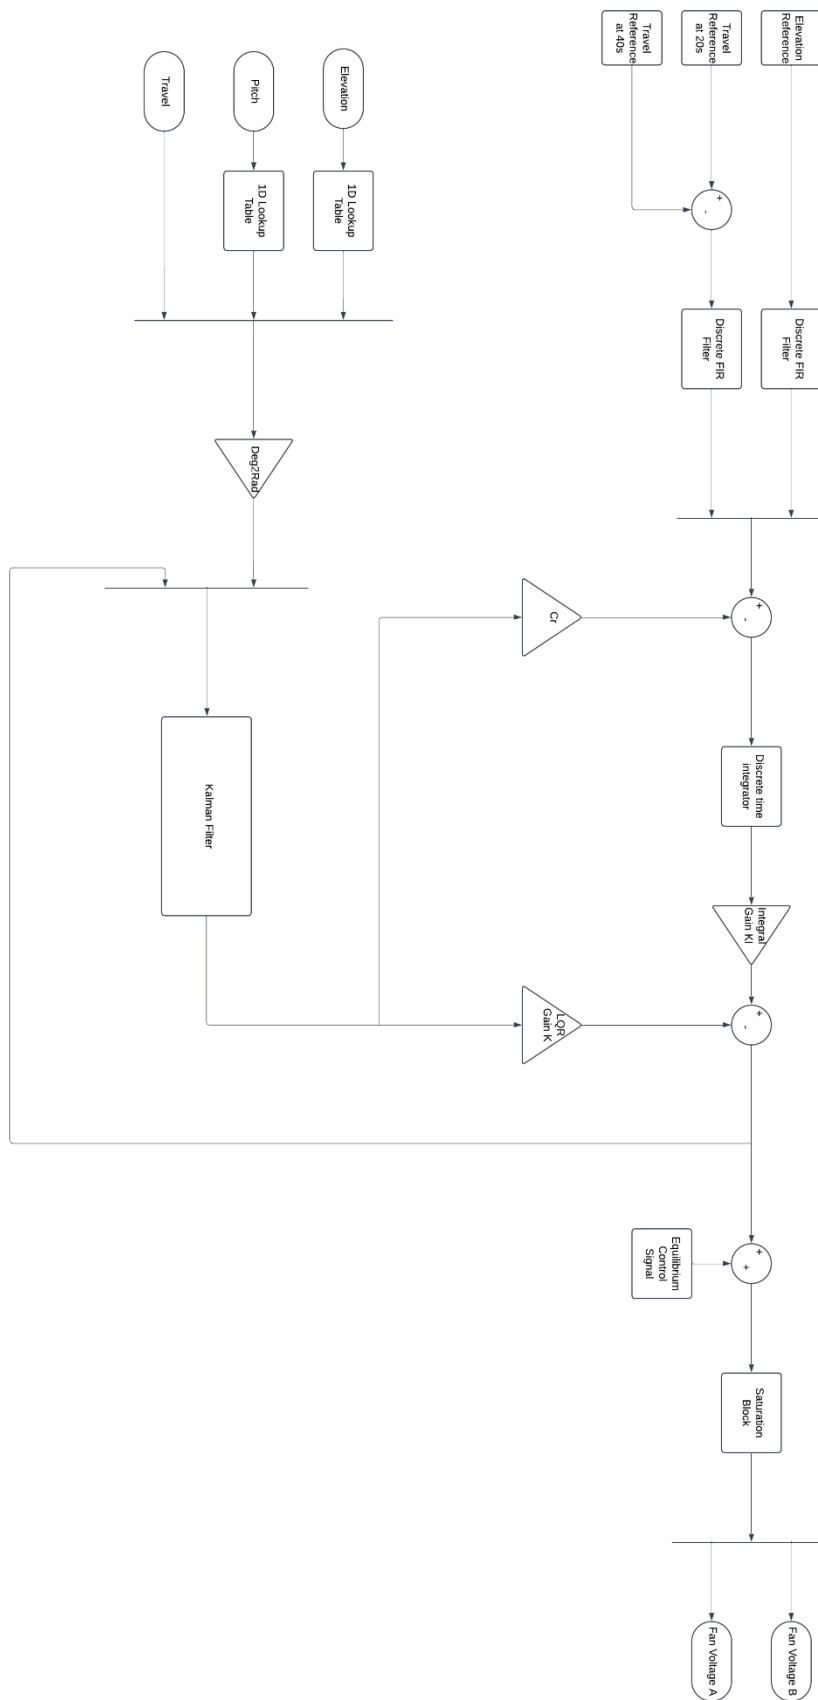 Elevation
Reference
Discrete FIR
Filter
Fan Voltage B
Travel
Reference
at 20s
+
-
Discrete FIR
Filter
+
-
Discrete time
integrator
Integral
Gain KI
+
-
+
+
Saturation
Block
Fan Voltage A
Travel
Reference
at 40s
Equilibrium
Control
Signal
Cr
LQR
Gain K
Elevation
1D Lookup
Table
Pitch
1D Lookup
Table
Deg2Rad
Kalman Filter
Travel